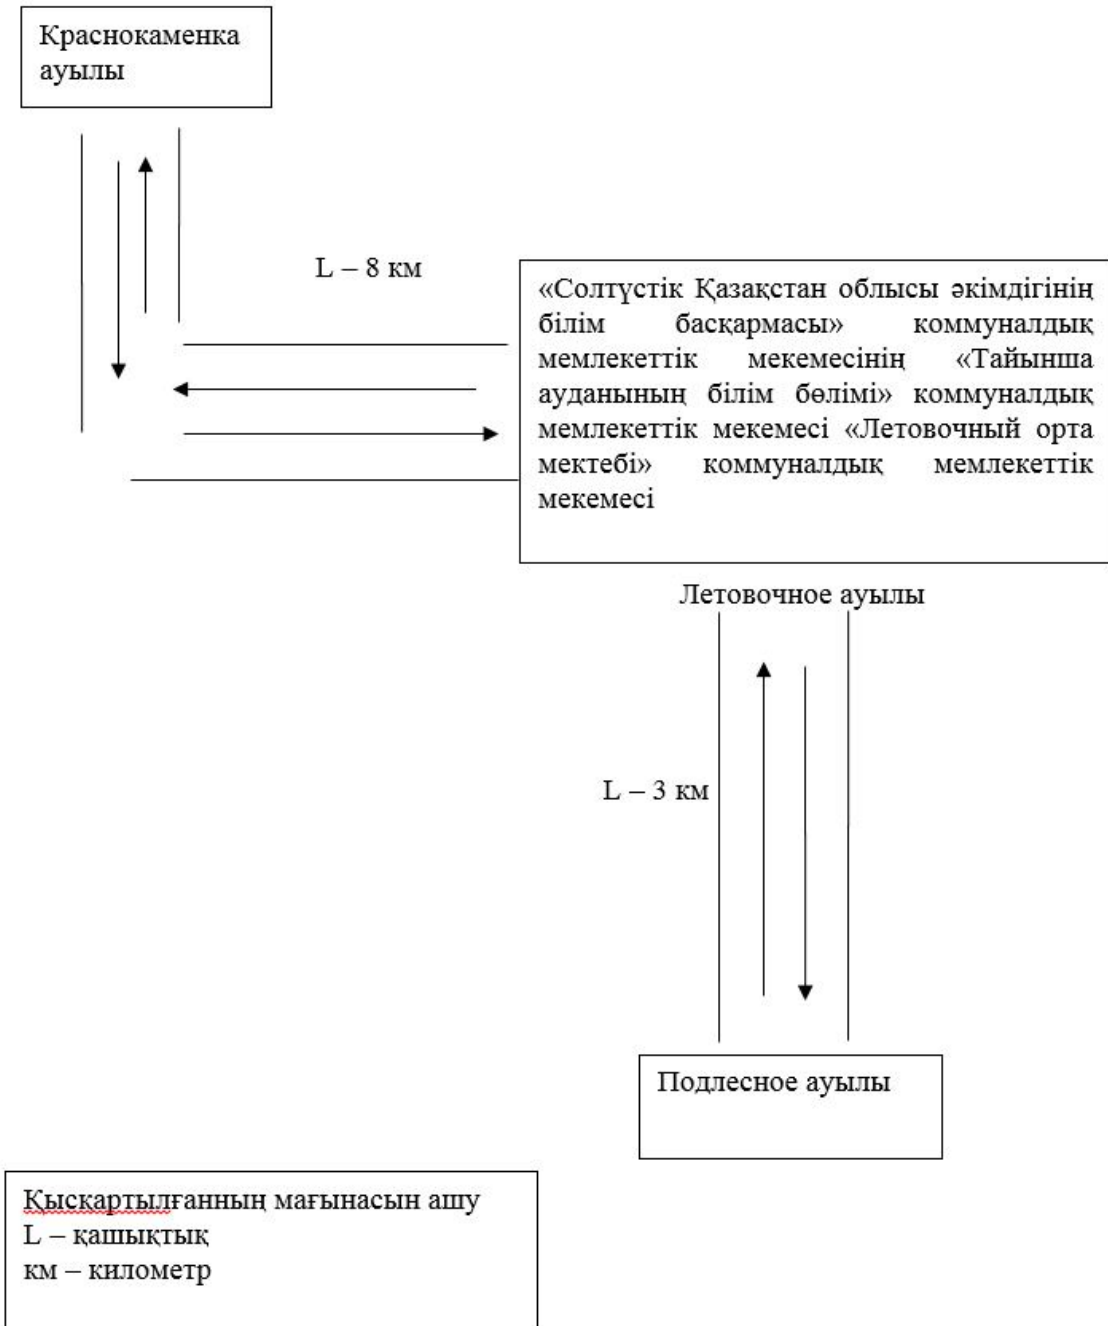 Краснокаменка
ауылы
L – 8 км
«Солтүстік Қазақстан облысы әкімдігінің
білім басқармасы» коммуналдық
мемлекеттік мекемесінің «Тайынша
ауданының білім бөлімі» коммуналдық
мемлекеттік мекемесі «Летовочный орта
мектебі» коммуналдық мемлекеттік
мекемесі
Летовочное ауылы
L – 3 км
Подлесное ауылы
Қысқартылғанның мағынасын ашу
L – қашықтық
км – километр